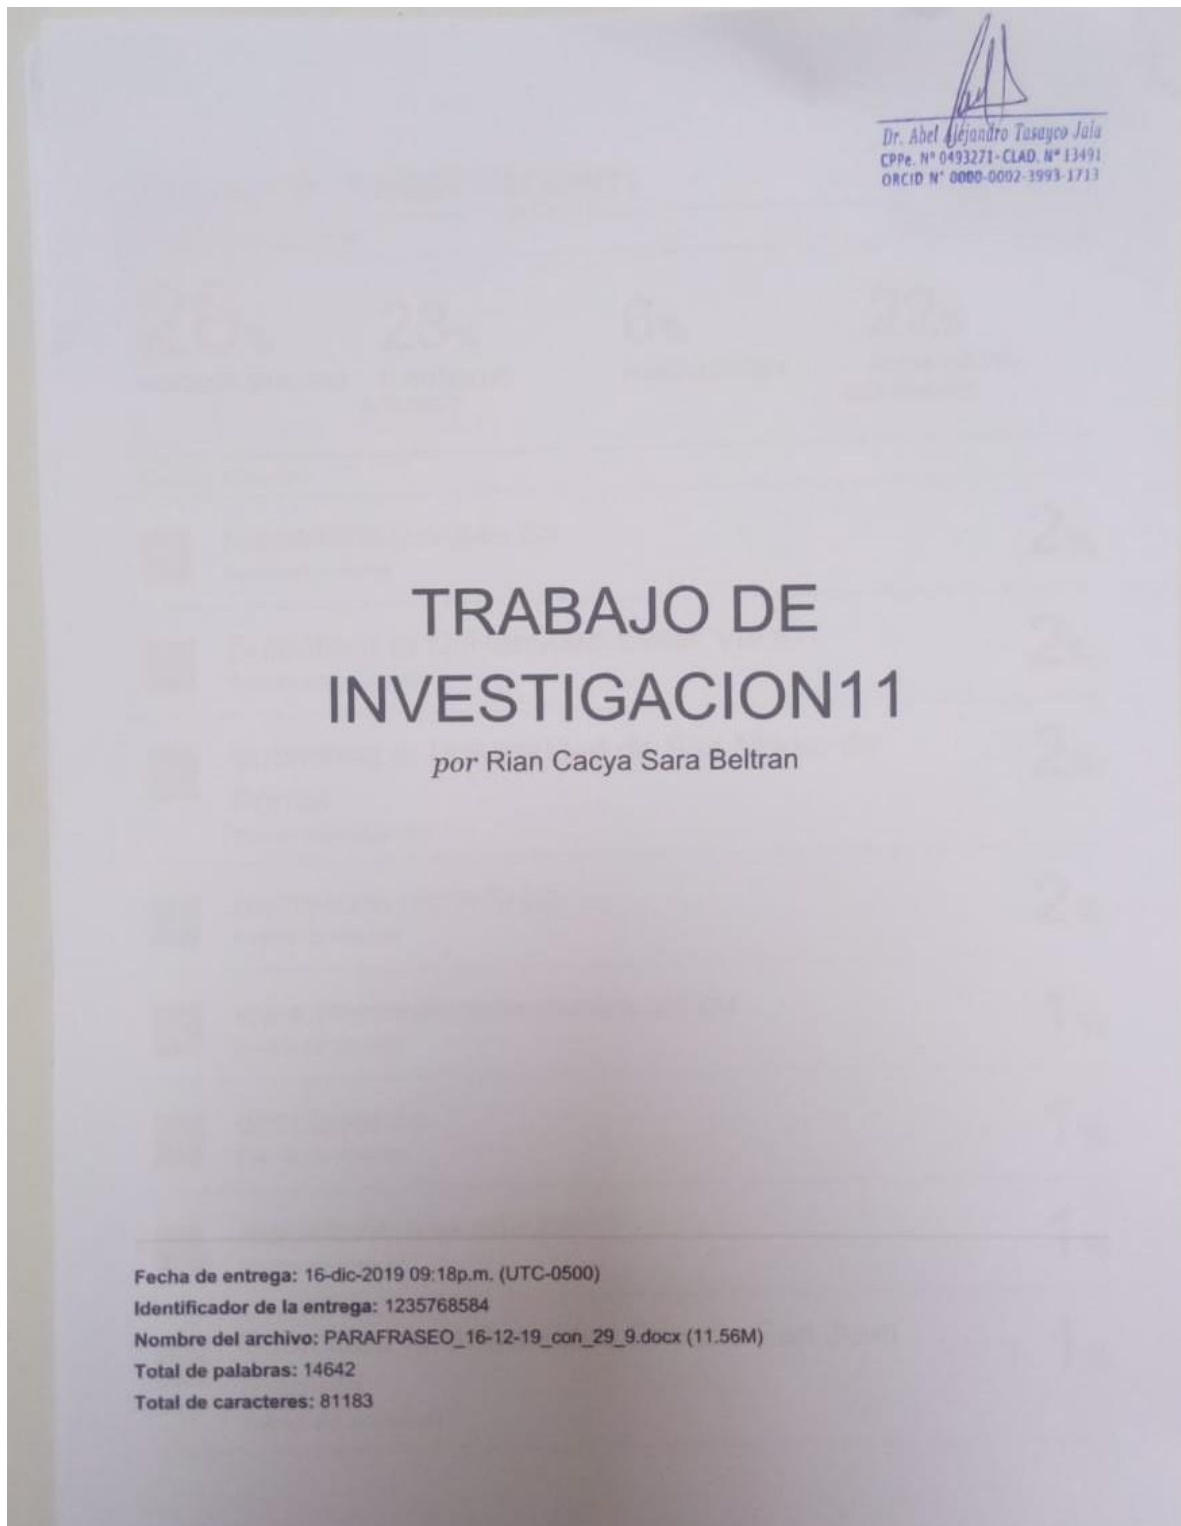 Dr. Abel Alejandro Tasayco Jala
CPPe. Nº 0493271-CLAD. Nº 13491
ORCID N° 0000-0002-3993-1713
TRABAJO DE
INVESTIGACION11
por Rian Cacya Sara Beltran
Fecha de entrega: 16-dic-2019 09:18p.m. (UTC-0500)
Identificador de la entrega: 1235768584
Nombre del archivo: PARAFRASEO_16-12-19_con_29_9.docx (11.56M)
Total de palabras: 14642
Total de caracteres: 81183